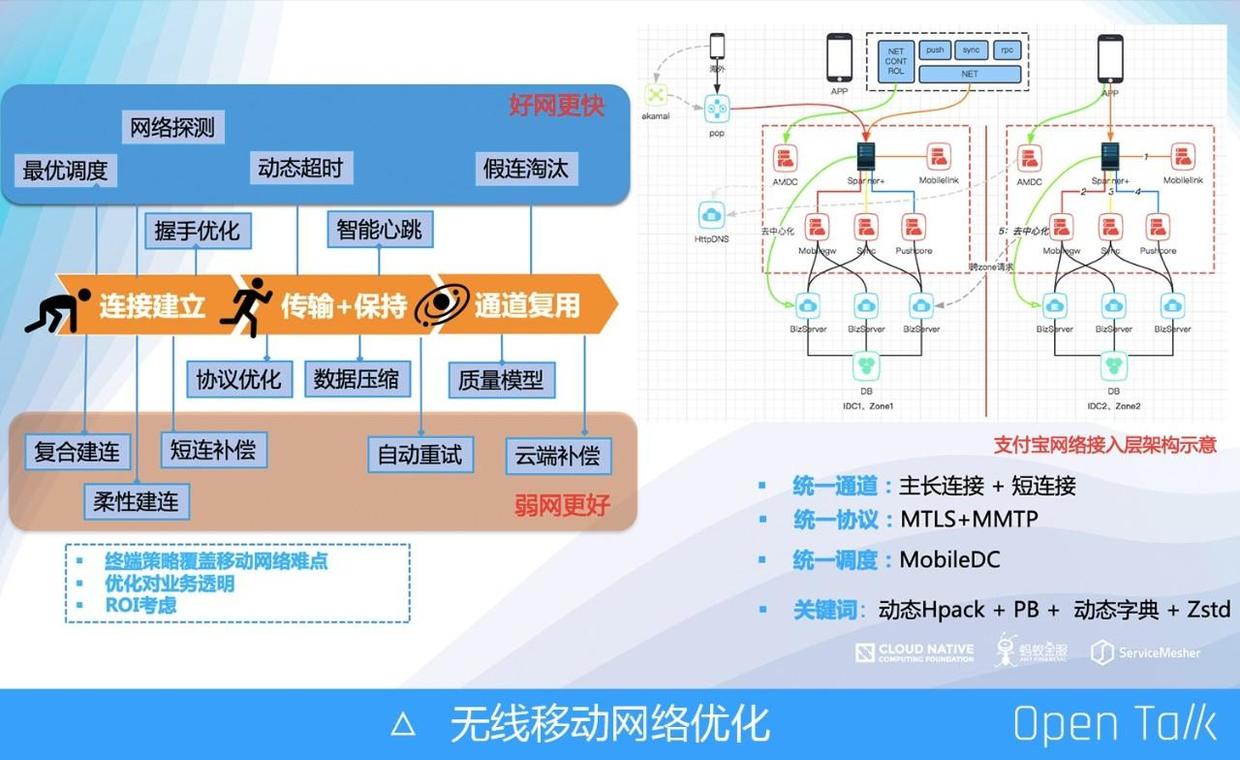 好网更快
网络探测
最优调度
动态超时
假连淘汰
握手优化
智能心跳
连接建立
传输+保持
通道复用
协议优化
数据压缩
质量模型
复合建连
短连补偿
自动重试
云端补偿
柔性建连
弱网更好
终端策略覆盖移动网络难点
优化对业务透明
ROI考虑
海外
akamai
pop
HttpDNS
APP
NET
CONT
ROL
push
sync
rpc
NET
APP
AMDC
Spanner+
Mobilelink
去中心化
Mobilegw
Sync
Pushcore
跨zone请求
BizServer
BizServer
BizServer
DB
IDC1、Zone1
AMDC
Spanner+
1
Mobilelink
2
3
4
5：去中心化
Mobilegw
Sync
Pushcore
BizServer
BizServer
BizServer
DB
IDC2、Zone2
支付宝网络接入层架构示意
统一通道：主长连接 + 短连接
统一协议：MTLS+MMTP
统一调度：MobileDC
关键词：动态Hpack + PB + 动态字典 + Zstd
CLOUD NATIVE
COMPUTING FOUNDATION
蚂蚁金服
ANT FINANCIAL
ServiceMesher
无线移动网络优化
Open Talk